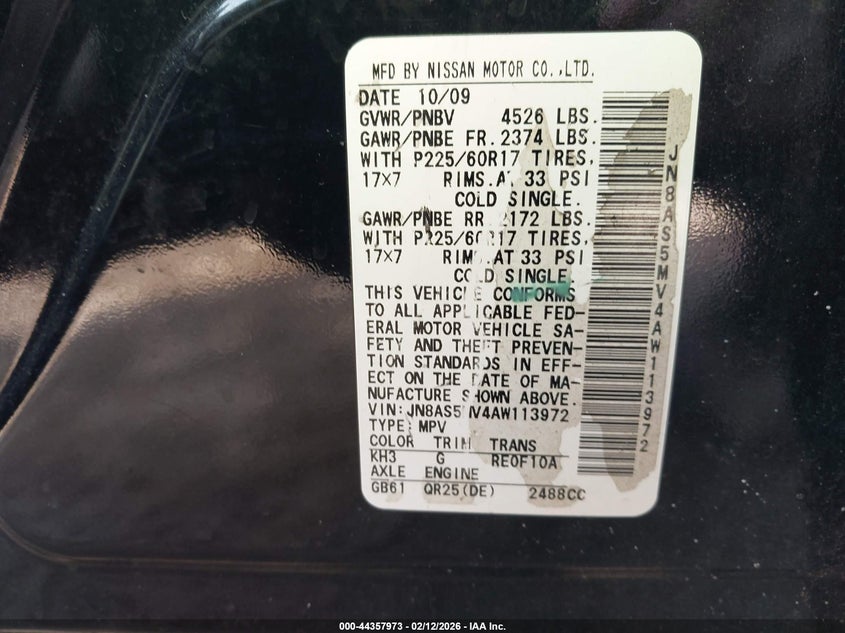 MFD BY NISSAN MOTOR CO.,LTD.
DATE 10/09
GVWR/PNBV 4526 LBS.
GAWR/PNBE FR. 2374 LBS.
WITH P225/60R17 TIRES,
17×7 RIMS.AT 33 PSI
COLD SINGLE.
GAWR/PNBE RR. 2172 LBS.
WITH P225/60R17 TIRES,
17×7 RIMS.AT 33 PSI
COLD SINGLE.
THIS VEHICLE CONFORMS
TO ALL APPLICABLE FED-
ERAL MOTOR VEHICLE SA-
FETY AND THEFT PREVEN-
TION STANDARDS IN EFF-
ECT ON THE DATE OF MA-
NUFACTURE SHOWN ABOVE.
VIN:JN8AS5MV4AW113972
TYPE:MPV
COLOR TRIM TRANS
KH3 G RE0F10A
AXLE ENGINE
GB61 QR25(DE) 2488CC
JN8AS5MV4AW113972
000-44357973 - 02/12/2026 - IAA Inc.